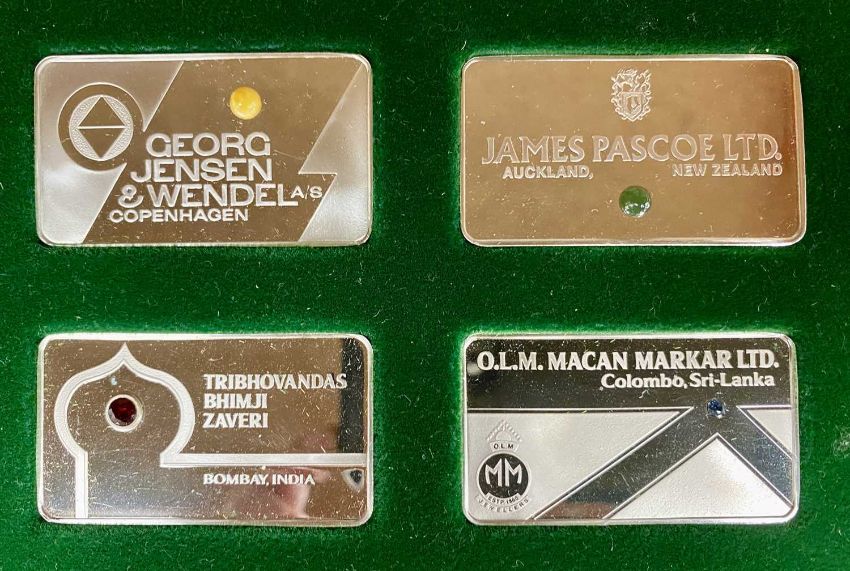 GEORG
JENSEN
& WENDEL A/S
COPENHAGEN
JAMES PASCOE LTD.
AUCKLAND, NEW ZEALAND
TRIBHOVANDAS
BHIMJI
ZAVERI
BOMBAY, INDIA
O.L.M. MACAN MARKAR LTD.
Colombo, Sri-Lanka
O.L.M
MM
ESTD. 1860
JEWELLERS